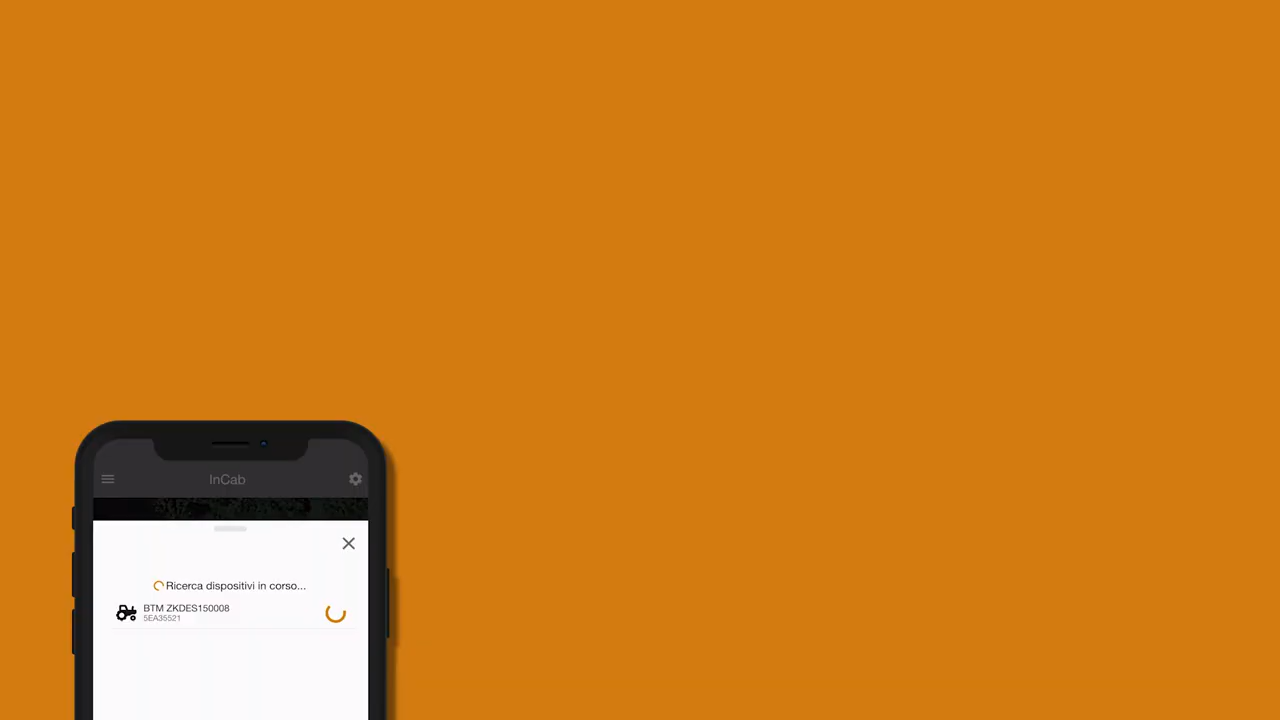 InCab
Ricerca dispositivi in corso...
BTM ZKDES150008
5EA35521